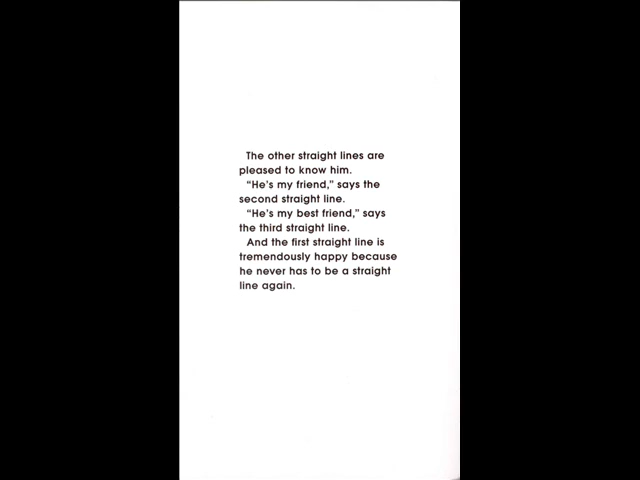 The other straight lines are
pleased to know him.
"He's my friend," says the
second straight line.
"He's my best friend," says
the third straight line.
And the first straight line is
tremendously happy because
he never has to be a straight
line again.